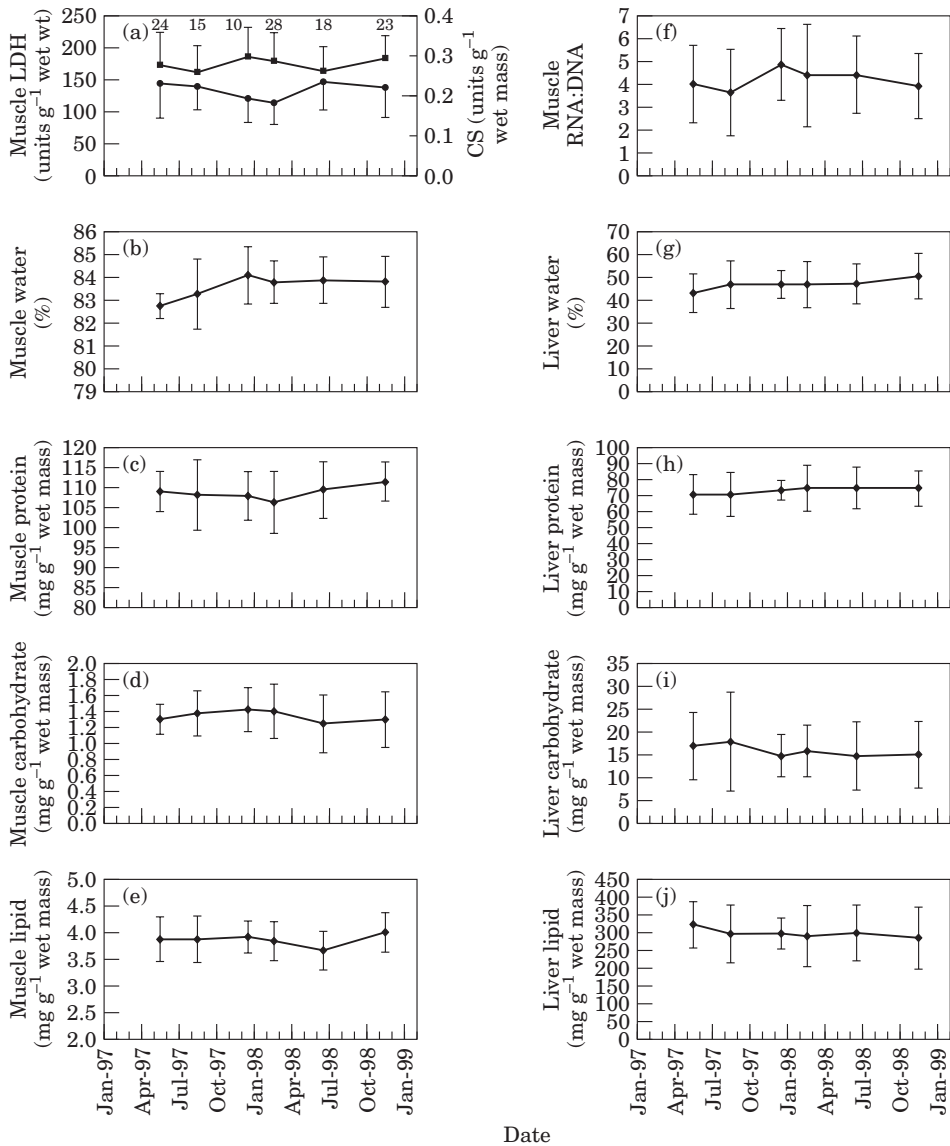 (a)
24 15 10 28 18 23
Muscle LDH
(units g⁻¹ wet wt)
250
200
150
100
50
0
0.4
0.3
0.2
0.1
0.0
CS (units g⁻¹
wet mass)
(b)
Muscle water
(%)
86
85
84
83
82
81
80
79
(c)
Muscle protein
(mg g⁻¹ wet mass)
120
115
110
105
100
95
90
85
80
(d)
Muscle carbohydrate
(mg g⁻¹ wet mass)
2.0
1.8
1.6
1.4
1.2
1.0
0.8
0.6
0.4
0.2
0.0
(e)
Muscle lipid
(mg g⁻¹ wet mass)
5.0
4.5
4.0
3.5
3.0
2.5
2.0
Jan-97
Apr-97
Jul-97
Oct-97
Jan-98
Apr-98
Jul-98
Oct-98
Jan-99
(f)
Muscle
RNA:DNA
7
6
5
4
3
2
1
0
(g)
Liver water
(%)
70
60
50
40
30
20
10
0
(h)
Liver protein
(mg g⁻¹ wet mass)
100
90
80
70
60
50
40
30
20
10
0
(i)
Liver carbohydrate
(mg g⁻¹ wet mass)
35
30
25
20
15
10
5
0
(j)
Liver lipid
(mg g⁻¹ wet mass)
450
400
350
300
250
200
150
100
50
0
Jan-97
Apr-97
Jul-97
Oct-97
Jan-98
Apr-98
Jul-98
Oct-98
Jan-99
Date